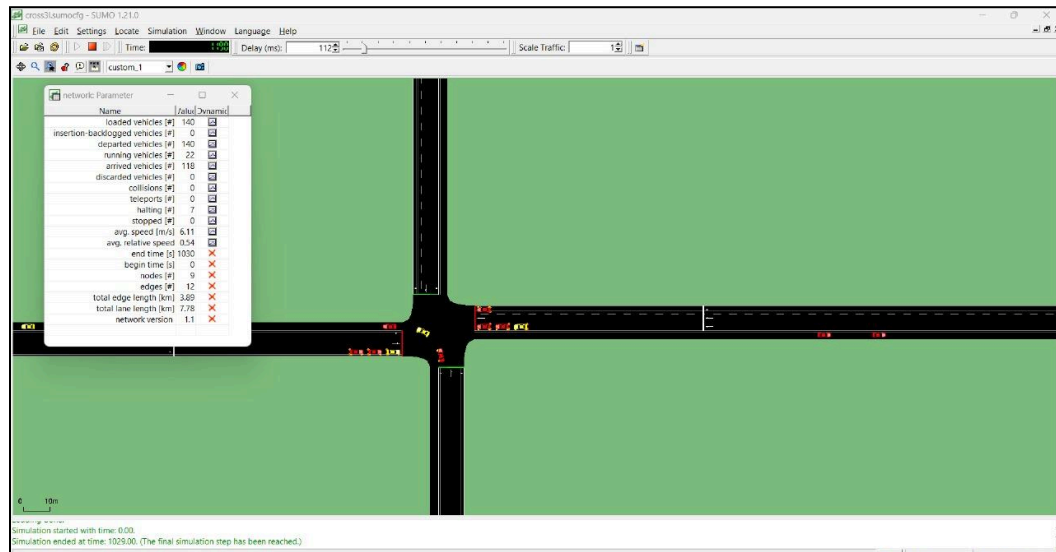 cross3l.sumocfg - SUMO 1.21.0
File Edit Settings Locate Simulation Window Language Help
Time: Delay (ms): 112 Scale Traffic: 1
custom_1
network: Parameter
Name /alue Dynamic
loaded vehicles [#] 140
insertion-backlogged vehicles [#] 0
departed vehicles [#] 140
running vehicles [#] 22
arrived vehicles [#] 118
discarded vehicles [#] 0
collisions [#] 0
teleports [#] 0
halting [#] 7
stopped [#] 0
avg. speed [m/s] 6.11
avg. relative speed 0.54
end time [s] 1030
begin time [s] 0
nodes [#] 9
edges [#] 12
total edge length [km] 3.89
total lane length [km] 7.78
network version 1.1
0 10m
Simulation started with time: 0.00.
Simulation ended at time: 1029.00. (The final simulation step has been reached.)